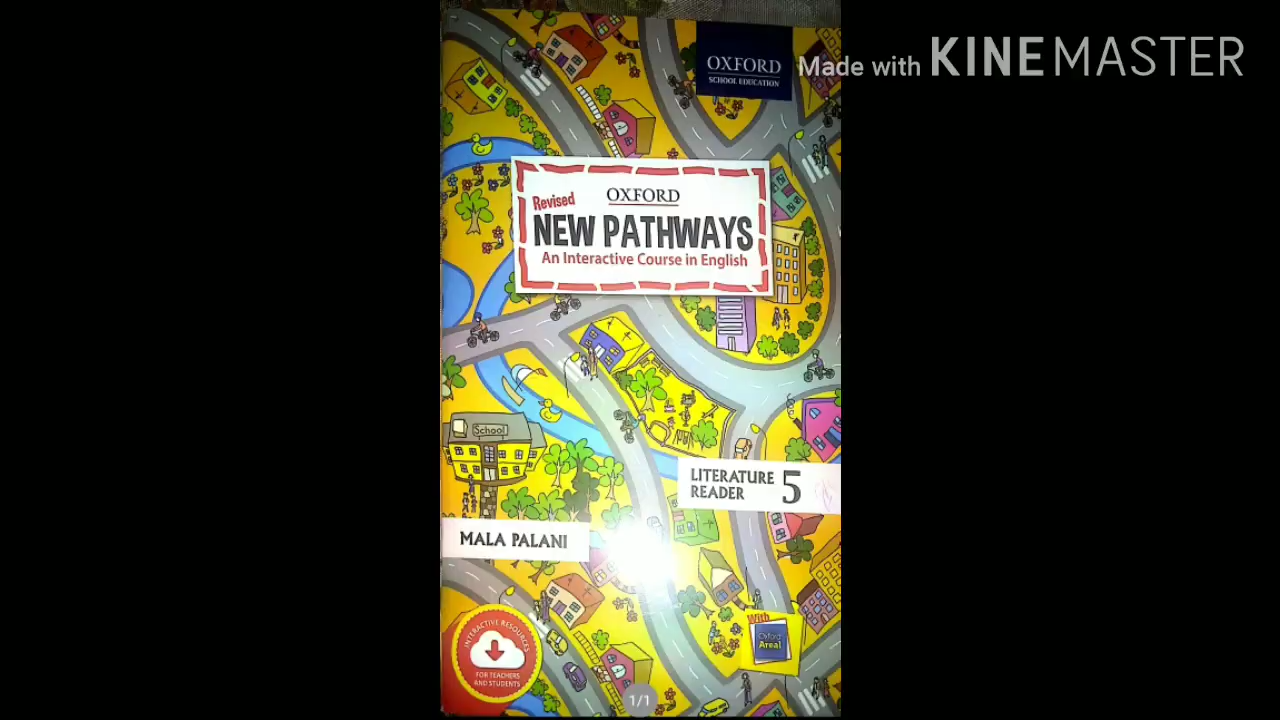 OXFORD
SCHOOL EDUCATION
Made with KINEMASTER
Revised
OXFORD
NEW PATHWAYS
An Interactive Course in English
School
LITERATURE
READER 5
MALA PALANI
INTERACTIVE RESOURCES
FOR TEACHERS
AND STUDENTS
With
Oxford
Areal
1/1